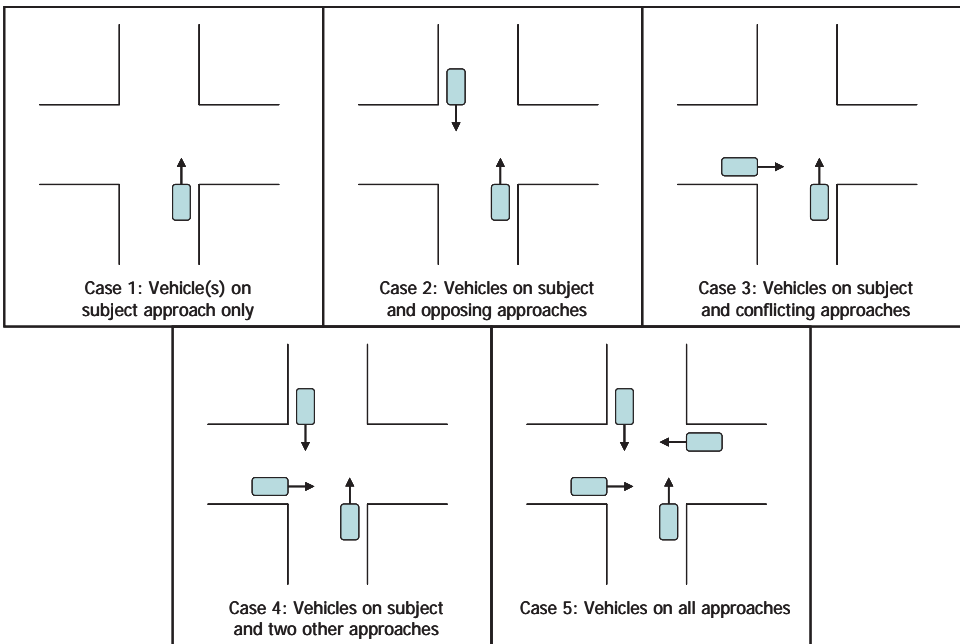 Case 1: Vehicle(s) on
subject approach only
Case 2: Vehicles on subject
and opposing approaches
Case 3: Vehicles on subject
and conflicting approaches
Case 4: Vehicles on subject
and two other approaches
Case 5: Vehicles on all approaches